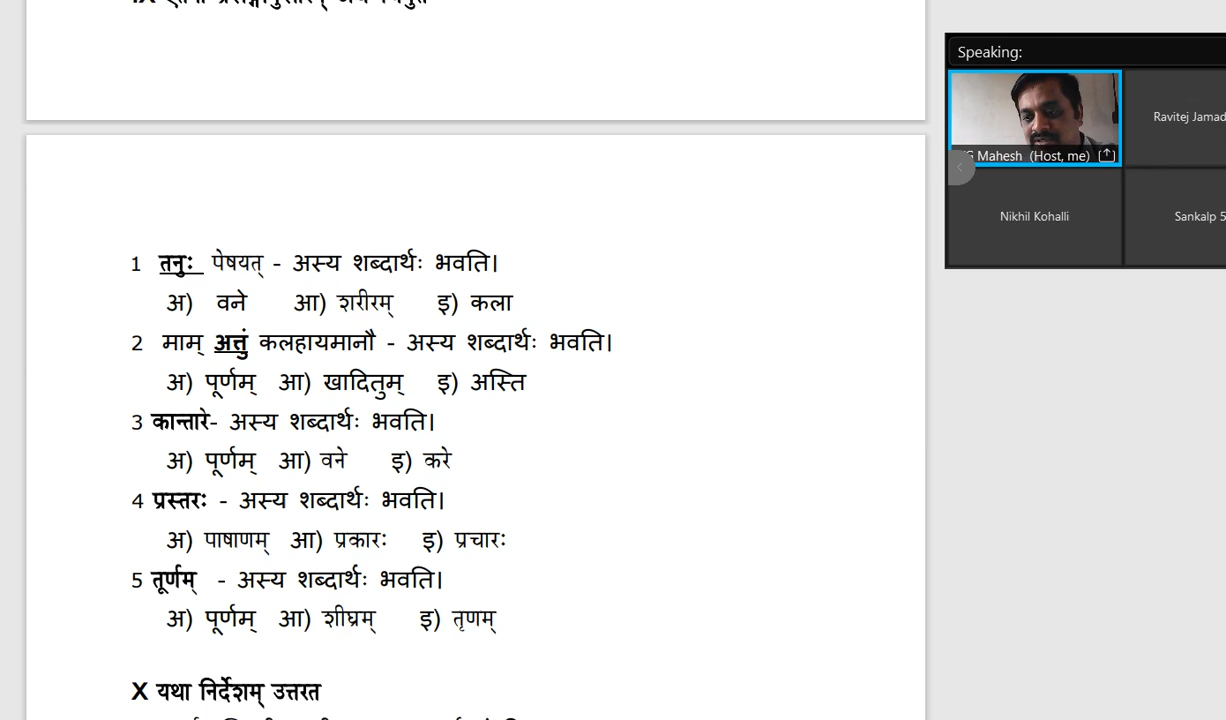 1 तनुः पेषयत् - अस्य शब्दार्थः भवति।
अ) वने आ) शरीरम् इ) कला
2 माम् अत्तुं कलहायमानौ - अस्य शब्दार्थः भवति।
अ) पूर्णम् आ) खादितुम् इ) अस्ति
3 कान्तारे- अस्य शब्दार्थः भवति।
अ) पूर्णम् आ) वने इ) करे
4 प्रस्तरः - अस्य शब्दार्थः भवति।
अ) पाषाणम् आ) प्रकारः इ) प्रचारः
5 तूर्णम् - अस्य शब्दार्थः भवति।
अ) पूर्णम् आ) शीघ्रम् इ) तृणम्
X यथा निर्देशम् उत्तरत
Speaking:
Mahesh (Host, me)
Ravitej Jamad
Nikhil Kohalli
Sankalp 5